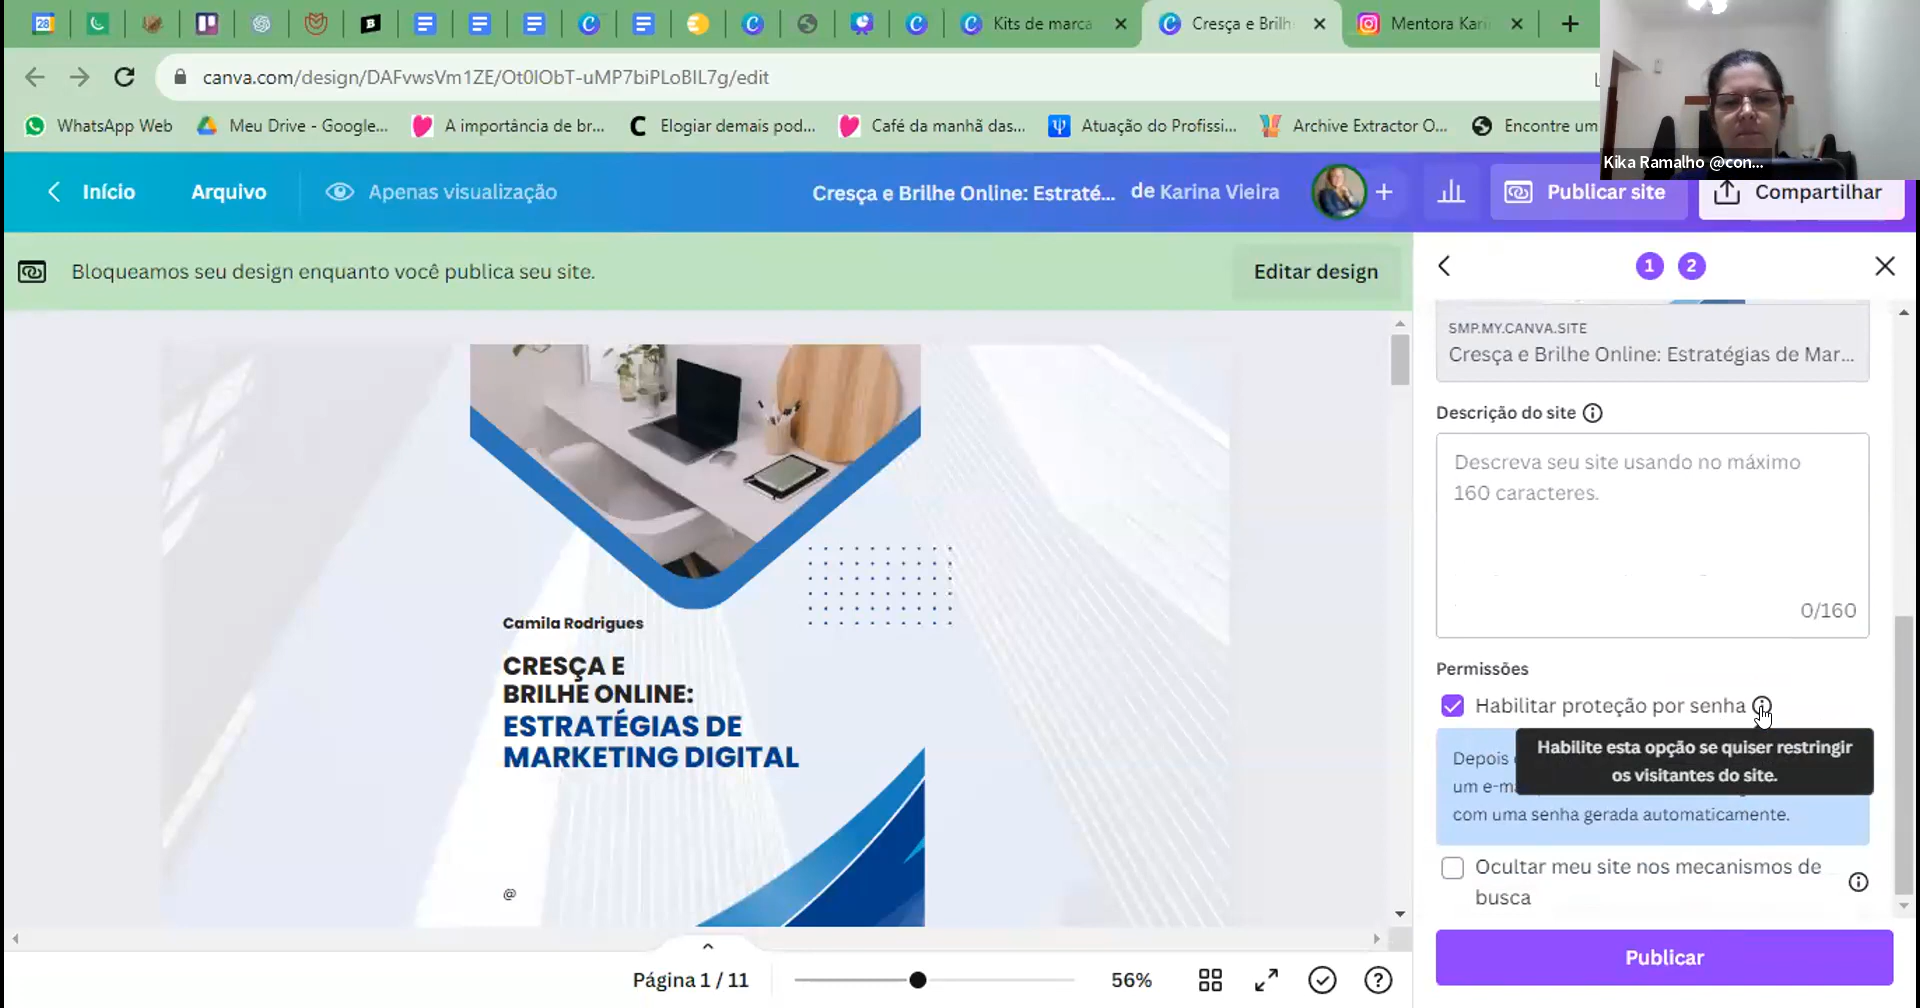 28
Kits de marca
Cresça e Brilh
Mentora Kari
canva.com/design/DAFvwsVm1ZE/Ot0lObT-uMP7biPLoBIL7g/edit
WhatsApp Web
Meu Drive - Google...
A importância de br...
Elogiar demais pod...
Café da manhã das...
Atuação do Profissi...
Archive Extractor O...
Encontre um
Kika Ramalho @con...
Início
Arquivo
Apenas visualização
Cresça e Brilhe Online: Estraté...
de Karina Vieira
Publicar site
Compartilhar
Bloqueamos seu design enquanto você publica seu site.
Editar design
1 2
SMP.MY.CANVA.SITE
Cresça e Brilhe Online: Estratégias de Mar...
Descrição do site
Descreva seu site usando no máximo
160 caracteres.
0/160
Permissões
Habilitar proteção por senha
Habilite esta opção se quiser restringir
os visitantes do site.
Depois
um e-m
com uma senha gerada automaticamente.
Ocultar meu site nos mecanismos de
busca
Publicar
Camila Rodrigues
CRESÇA E
BRILHE ONLINE:
ESTRATÉGIAS DE
MARKETING DIGITAL
@
Página 1 / 11
56%